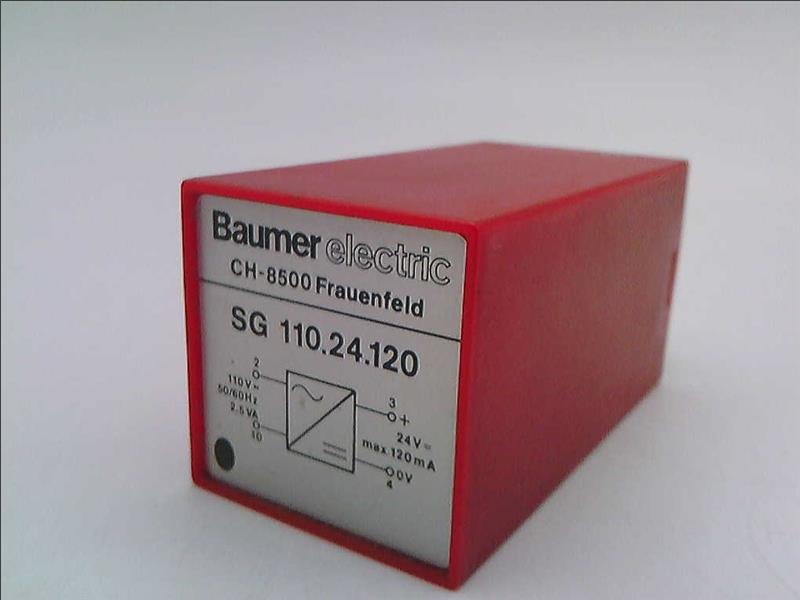 Baumer electric
CH-8500 Frauenfeld
SG 110.24.120
2
110V~
50/60Hz
2.5VA
10
3
+
24V=
max.120mA
0V
4